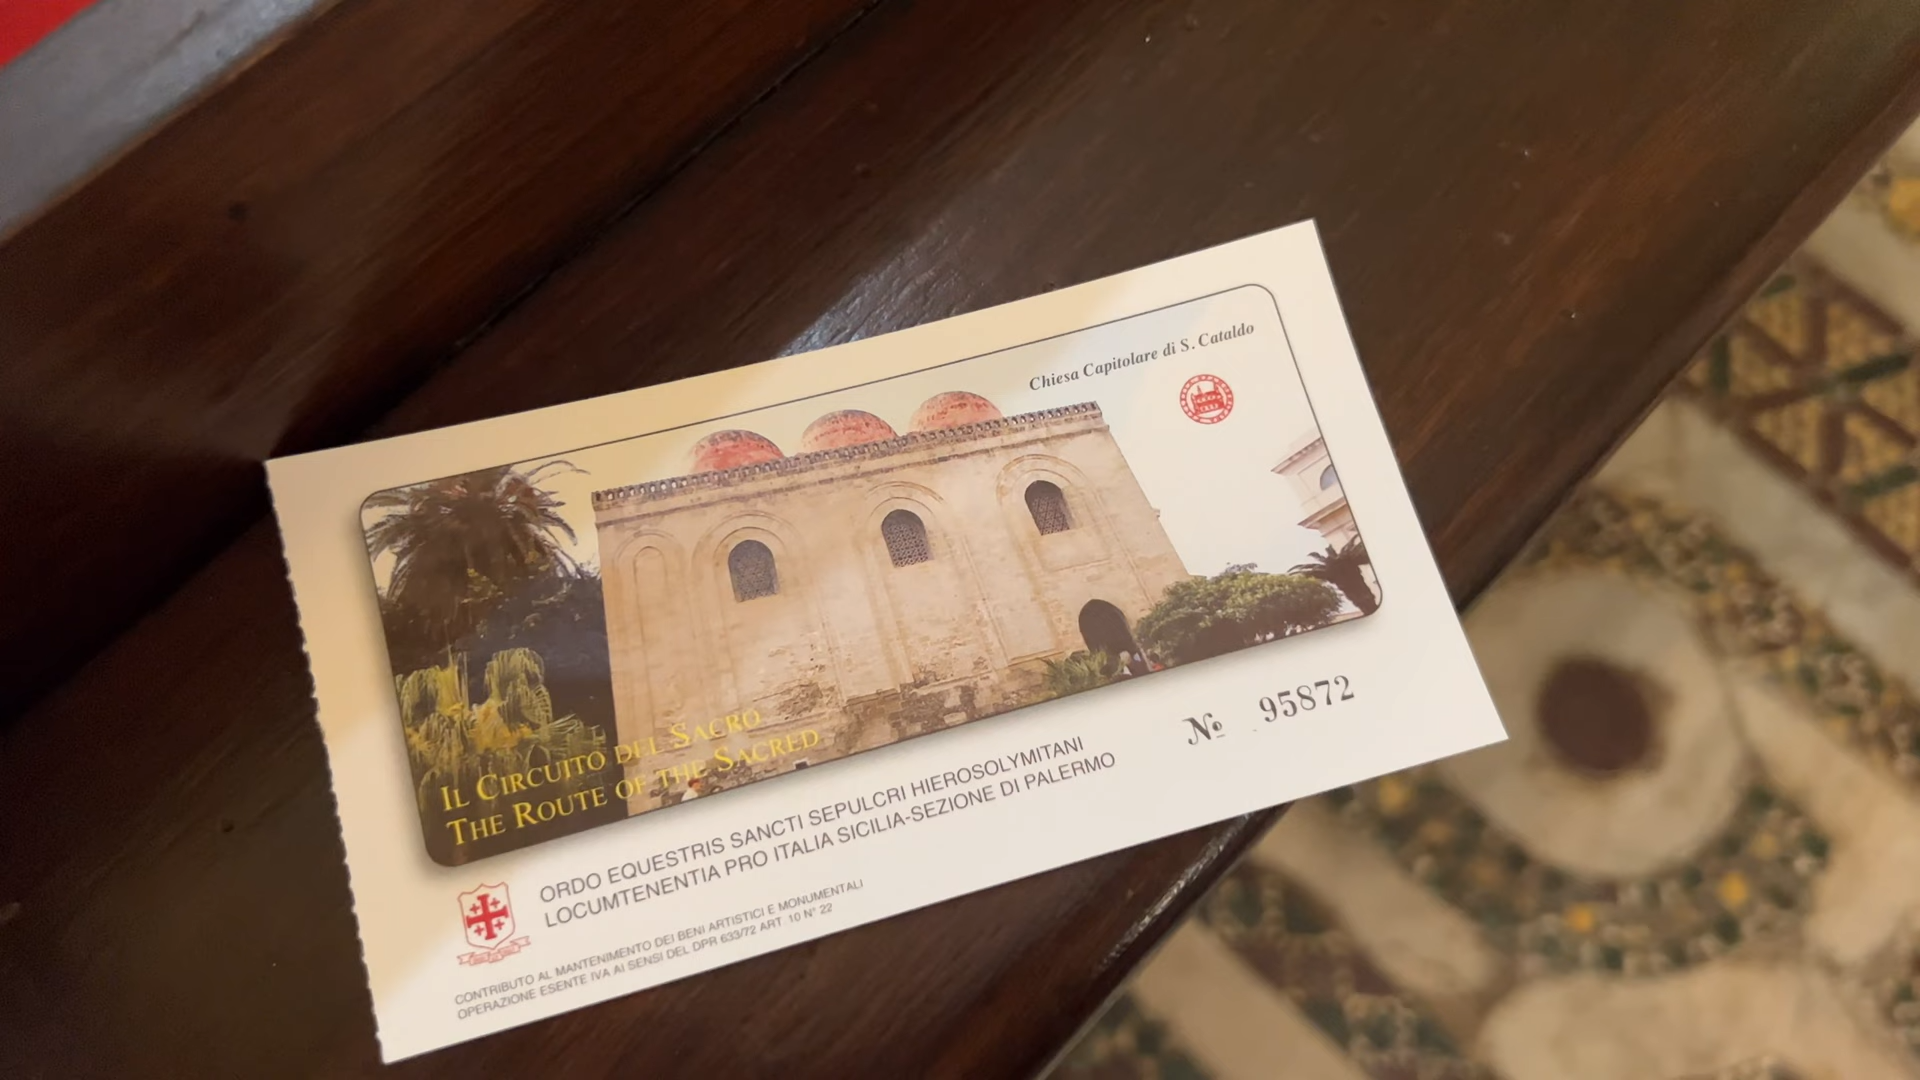 Chiesa Capitolare di S. Cataldo
IL CIRCUITO DEL SACRO
THE ROUTE OF THE SACRED
№ 95872
ORDO EQUESTRIS SANCTI SEPULCRI HIEROSOLYMITANI
LOCUMTENENTIA PRO ITALIA SICILIA-SEZIONE DI PALERMO
CONTRIBUTO AL MANTENIMENTO DEI BENI ARTISTICI E MONUMENTALI
OPERAZIONE ESENTE IVA AI SENSI DEL DPR 633/72 ART. 10 N° 22